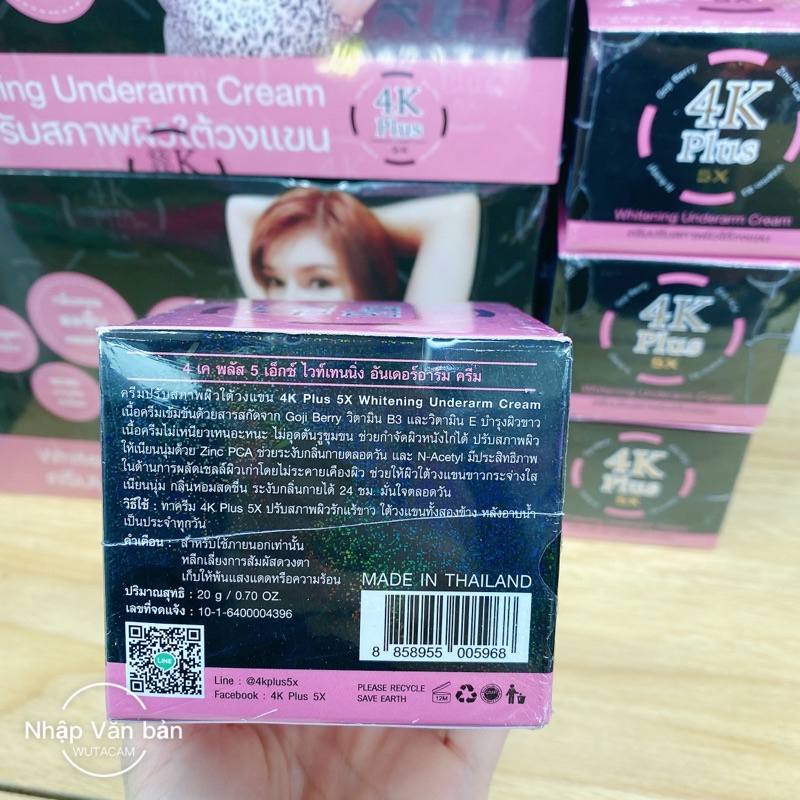 ing Underarm Cream
รับสภาพผิวใต้วงแขน
4K
Plus
5X
Goji Berry
Zinc PCA
4K
Plus
5X
Whitening Underarm Cream
ครีมปรับสภาพผิวใต้วงแขน
4K
Plus
5X
4K
Plus
5X
4 เค พลัส 5 เอ็กซ์ ไวท์เทนนิ่ง อันเดอร์อาร์ม ครีม
ครีมปรับสภาพผิวใต้วงแขน 4K Plus 5X Whitening Underarm Cream
เนื้อครีมเข้มข้นด้วยสารสกัดจาก Goji Berry วิตามิน B3 และวิตามิน E บำรุงผิวขาว
เนื้อครีมไม่เหนียวเหนอะหนะ ไม่อุดตันรูขุมขน ช่วยกำจัดผิวหนังไก่ได้ ปรับสภาพผิว
ให้เนียนนุ่มด้วย Zinc PCA ช่วยระงับกลิ่นกายตลอดวัน และ N-Acetyl มีประสิทธิภาพ
ในด้านการผลัดเซลล์ผิวเก่าโดยไม่ระคายเคืองผิว ช่วยให้ผิวใต้วงแขนขาวกระจ่างใส
เนียนนุ่ม กลิ่นหอมสดชื่น ระงับกลิ่นกายได้ 24 ชม. มั่นใจตลอดวัน
วิธีใช้ : ทาครีม 4K Plus 5X ปรับสภาพผิวรักแร้ขาว ใต้วงแขนทั้งสองข้าง หลังอาบน้ำ
เป็นประจำทุกวัน
คำเตือน : สำหรับใช้ภายนอกเท่านั้น
หลีกเลี่ยงการสัมผัสดวงตา
เก็บให้พ้นแสงแดดหรือความร้อน
MADE IN THAILAND
ปริมาณสุทธิ : 20 g / 0.70 OZ.
เลขที่จดแจ้ง : 10-1-6400004396
8 858955 005968
LINE
Line : @4kplus5x
Facebook : 4K Plus 5X
PLEASE RECYCLE
SAVE EARTH
12M
GMP
Nhập Văn bản
WUTACAM